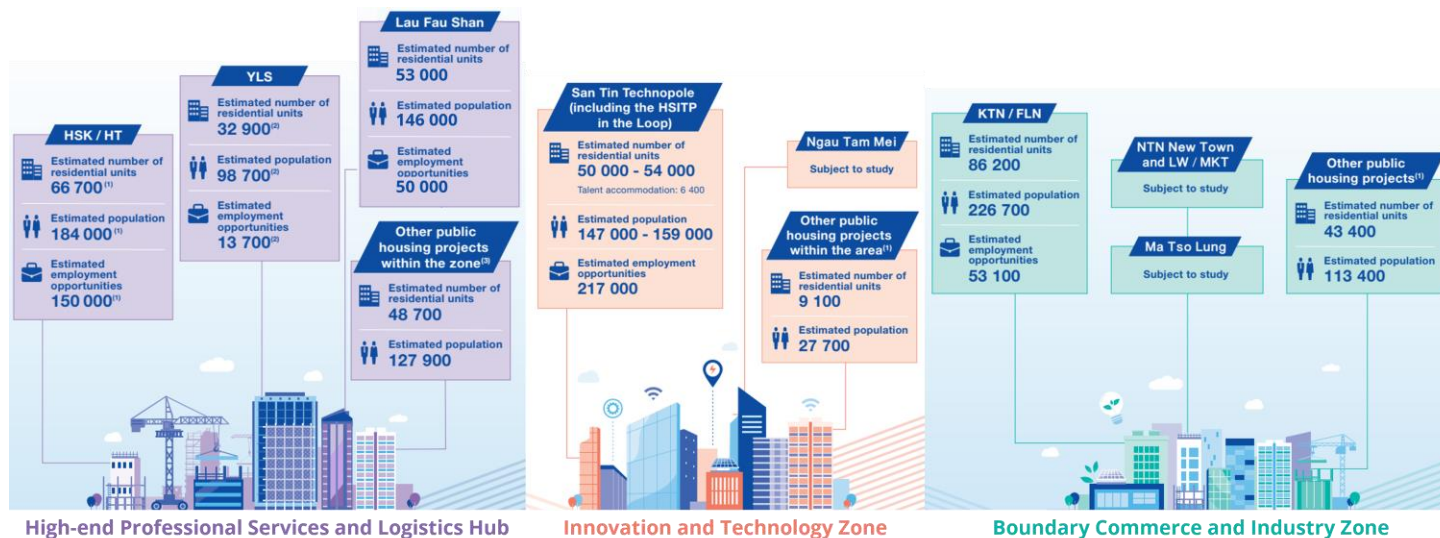 HSK / HT
Estimated number of
residential units
66 700(1)
Estimated population
184 000(1)
Estimated
employment
opportunities
150 000(1)
YLS
Estimated number of
residential units
32 900(2)
Estimated population
98 700(2)
Estimated
employment
opportunities
13 700(2)
Lau Fau Shan
Estimated number of
residential units
53 000
Estimated population
146 000
Estimated
employment
opportunities
50 000
Other public
housing projects
within the zone(3)
Estimated number of
residential units
48 700
Estimated population
127 900
High-end Professional Services and Logistics Hub
San Tin Technopole
(including the HSITP
in the Loop)
Estimated number of
residential units
50 000 - 54 000
Talent accommodation: 6 400
Estimated population
147 000 - 159 000
Estimated employment
opportunities
217 000
Ngau Tam Mei
Subject to study
Other public
housing projects
within the area(1)
Estimated number of
residential units
9 100
Estimated population
27 700
Innovation and Technology Zone
KTN / FLN
Estimated number of
residential units
86 200
Estimated population
226 700
Estimated
employment
opportunities
53 100
NTN New Town
and LW / MKT
Subject to study
Ma Tso Lung
Subject to study
Other public
housing projects(1)
Estimated number of
residential units
43 400
Estimated population
113 400
Boundary Commerce and Industry Zone